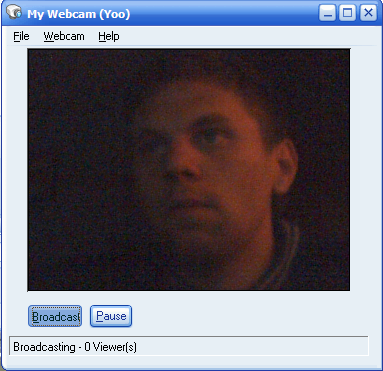 My Webcam (Yoo)
File Webcam Help
Broadcast Pause
Broadcasting - 0 Viewer(s)